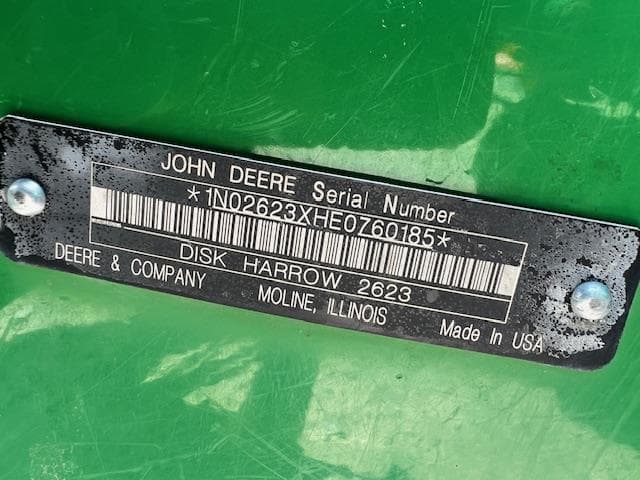 JOHN DEERE Serial Number
*1N02623XHE0760185*
DISK HARROW 2623
DEERE & COMPANY MOLINE, ILLINOIS Made In USA